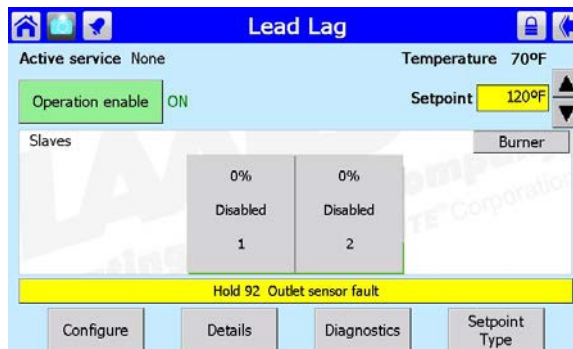 Lead Lag
Active service None
Temperature 70ºF
Operation enable ON
Setpoint 120ºF
Slaves
Burner
0% 0%
Disabled Disabled
1 2
Hold 92 Outlet sensor fault
Configure Details Diagnostics Setpoint Type